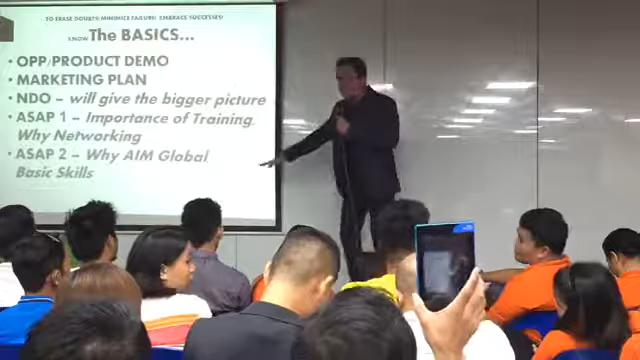 TO ERASE DOUBTS! MINIMIZE FAILURE! EMBRACE SUCCESSES!
KNOW The BASICS...
• OPP/PRODUCT DEMO
• MARKETING PLAN
• NDO – will give the bigger picture
• ASAP 1 – Importance of Training,
Why Networking
• ASAP 2 – Why AIM Global
Basic Skills